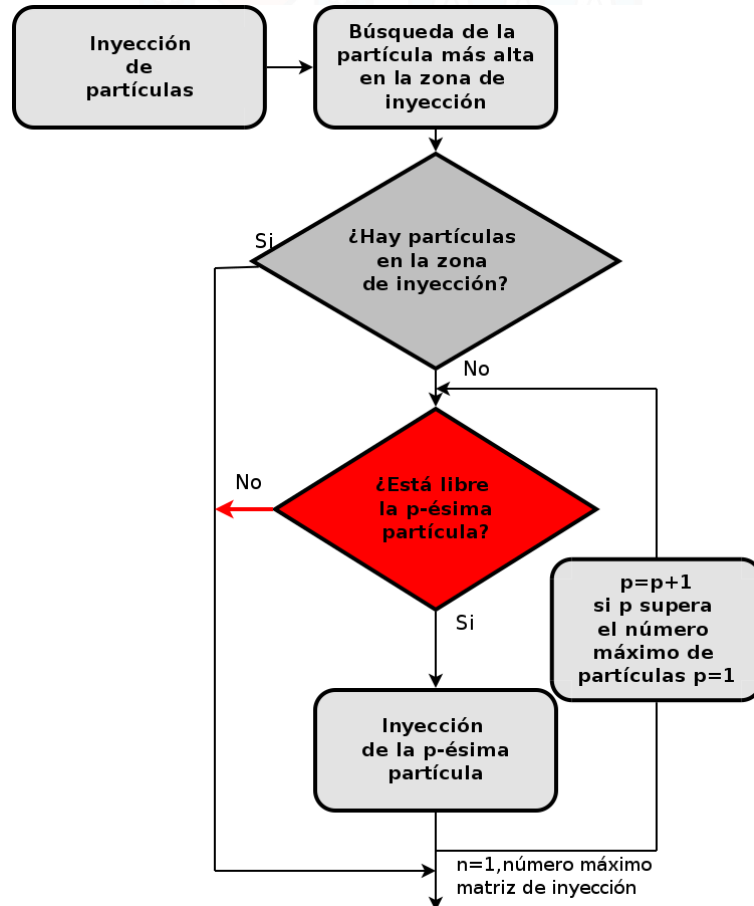 Inyección
de
partículas
Búsqueda de la
partícula más alta
en la zona de
inyección
Si
¿Hay partículas
en la zona
de inyección?
No
No
¿Está libre
la p-ésima
partícula?
Si
p=p+1
si p supera
el número
máximo de
partículas p=1
Inyección
de la p-ésima
partícula
n=1,número máximo
matriz de inyección